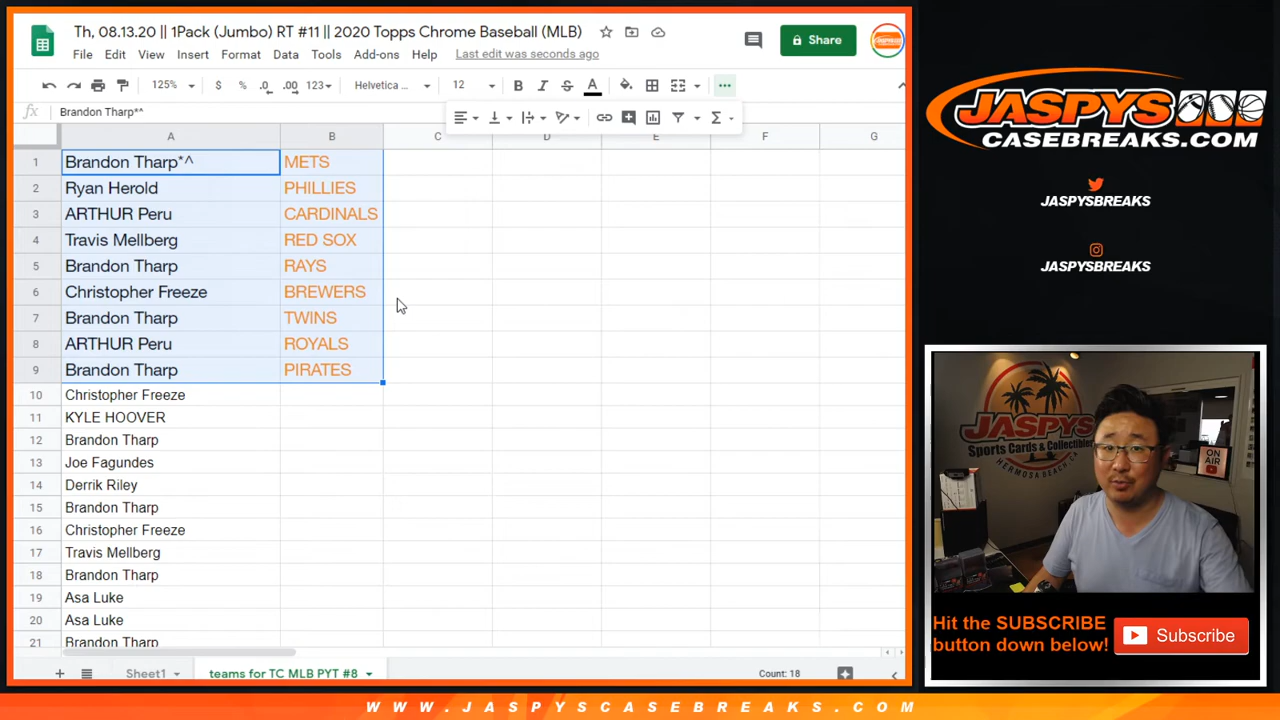 Th, 08.13.20 || 1Pack (Jumbo) RT #11 || 2020 Topps Chrome Baseball (MLB)
File Edit View Insert Format Data Tools Add-ons Help Last edit was seconds ago
Share
125% $ % .0 .00 123 Helvetica ... 12 B I S A
fx Brandon Tharp*^
A B C D E F G
1 Brandon Tharp*^ METS
2 Ryan Herold PHILLIES
3 ARTHUR Peru CARDINALS
4 Travis Mellberg RED SOX
5 Brandon Tharp RAYS
6 Christopher Freeze BREWERS
7 Brandon Tharp TWINS
8 ARTHUR Peru ROYALS
9 Brandon Tharp PIRATES
10 Christopher Freeze
11 KYLE HOOVER
12 Brandon Tharp
13 Joe Fagundes
14 Derrik Riley
15 Brandon Tharp
16 Christopher Freeze
17 Travis Mellberg
18 Brandon Tharp
19 Asa Luke
20 Asa Luke
21 Brandon Tharp
Sheet1 teams for TC MLB PYT #8 Count: 18
JASPYS
CASEBREAKS.COM
JASPYSBREAKS
JASPYSBREAKS
JASPYS
Sports Cards & Collectibles
HERMOSA BEACH, CA
ON AIR
Hit the SUBSCRIBE
button down below!
Subscribe
WWW.JASPYSCASEBREAKS.COM